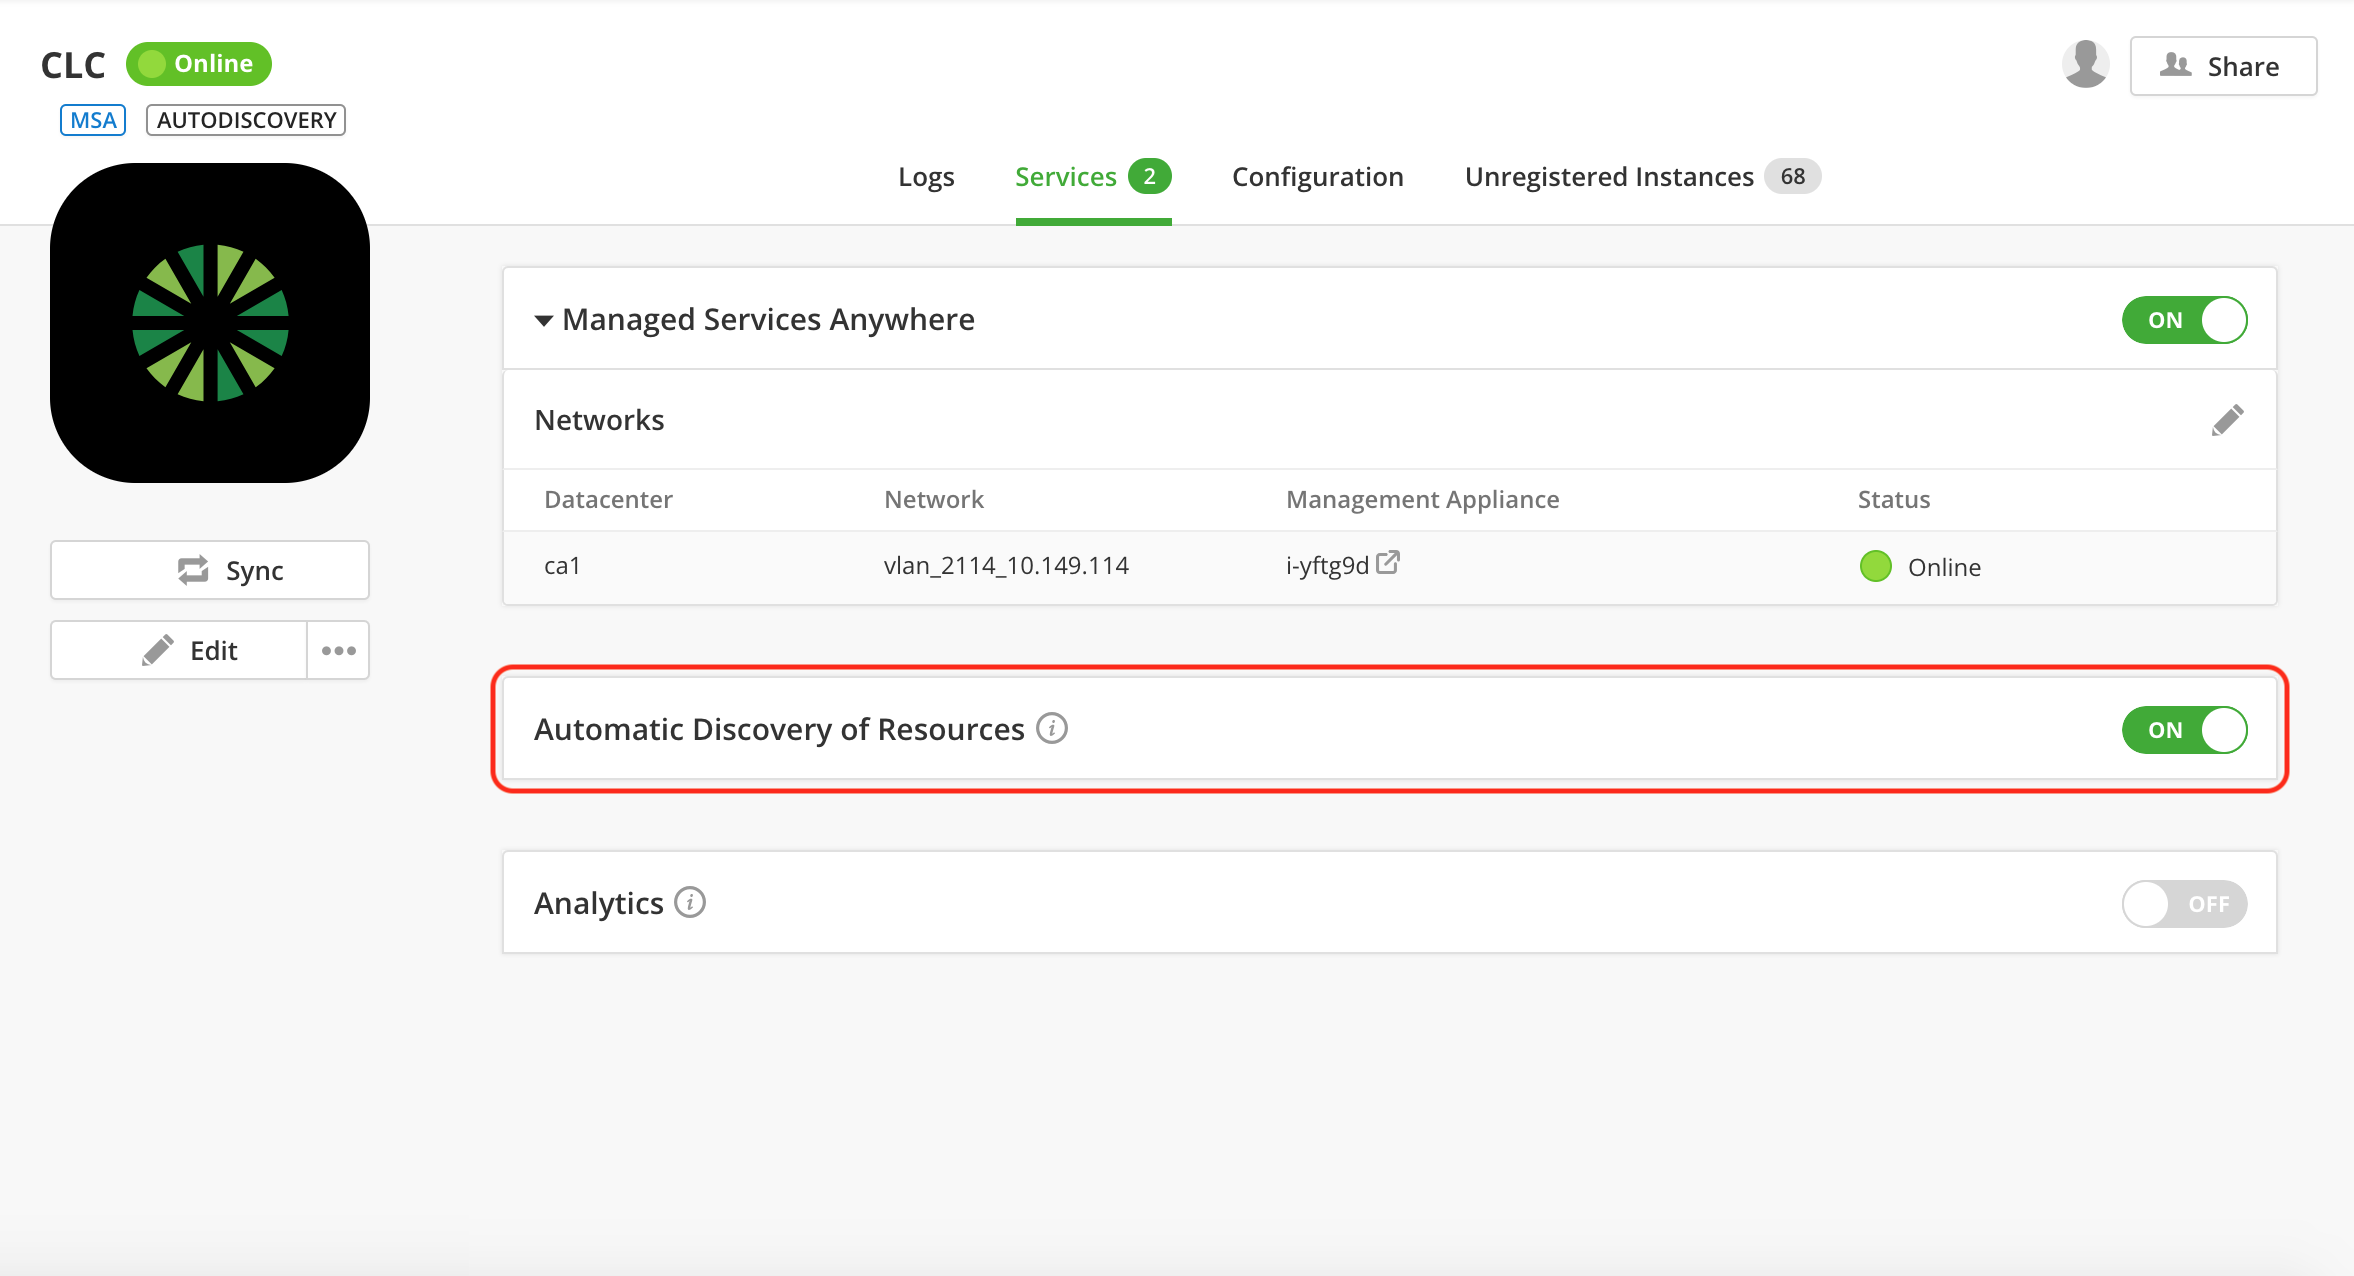 CLC Online
MSA AUTODISCOVERY
Share
Logs Services 2 Configuration Unregistered Instances 68
Managed Services Anywhere ON
Networks
Datacenter Network Management Appliance Status
ca1 vlan_2114_10.149.114 i-yftg9d Online
Sync
Edit
Automatic Discovery of Resources ON
Analytics OFF